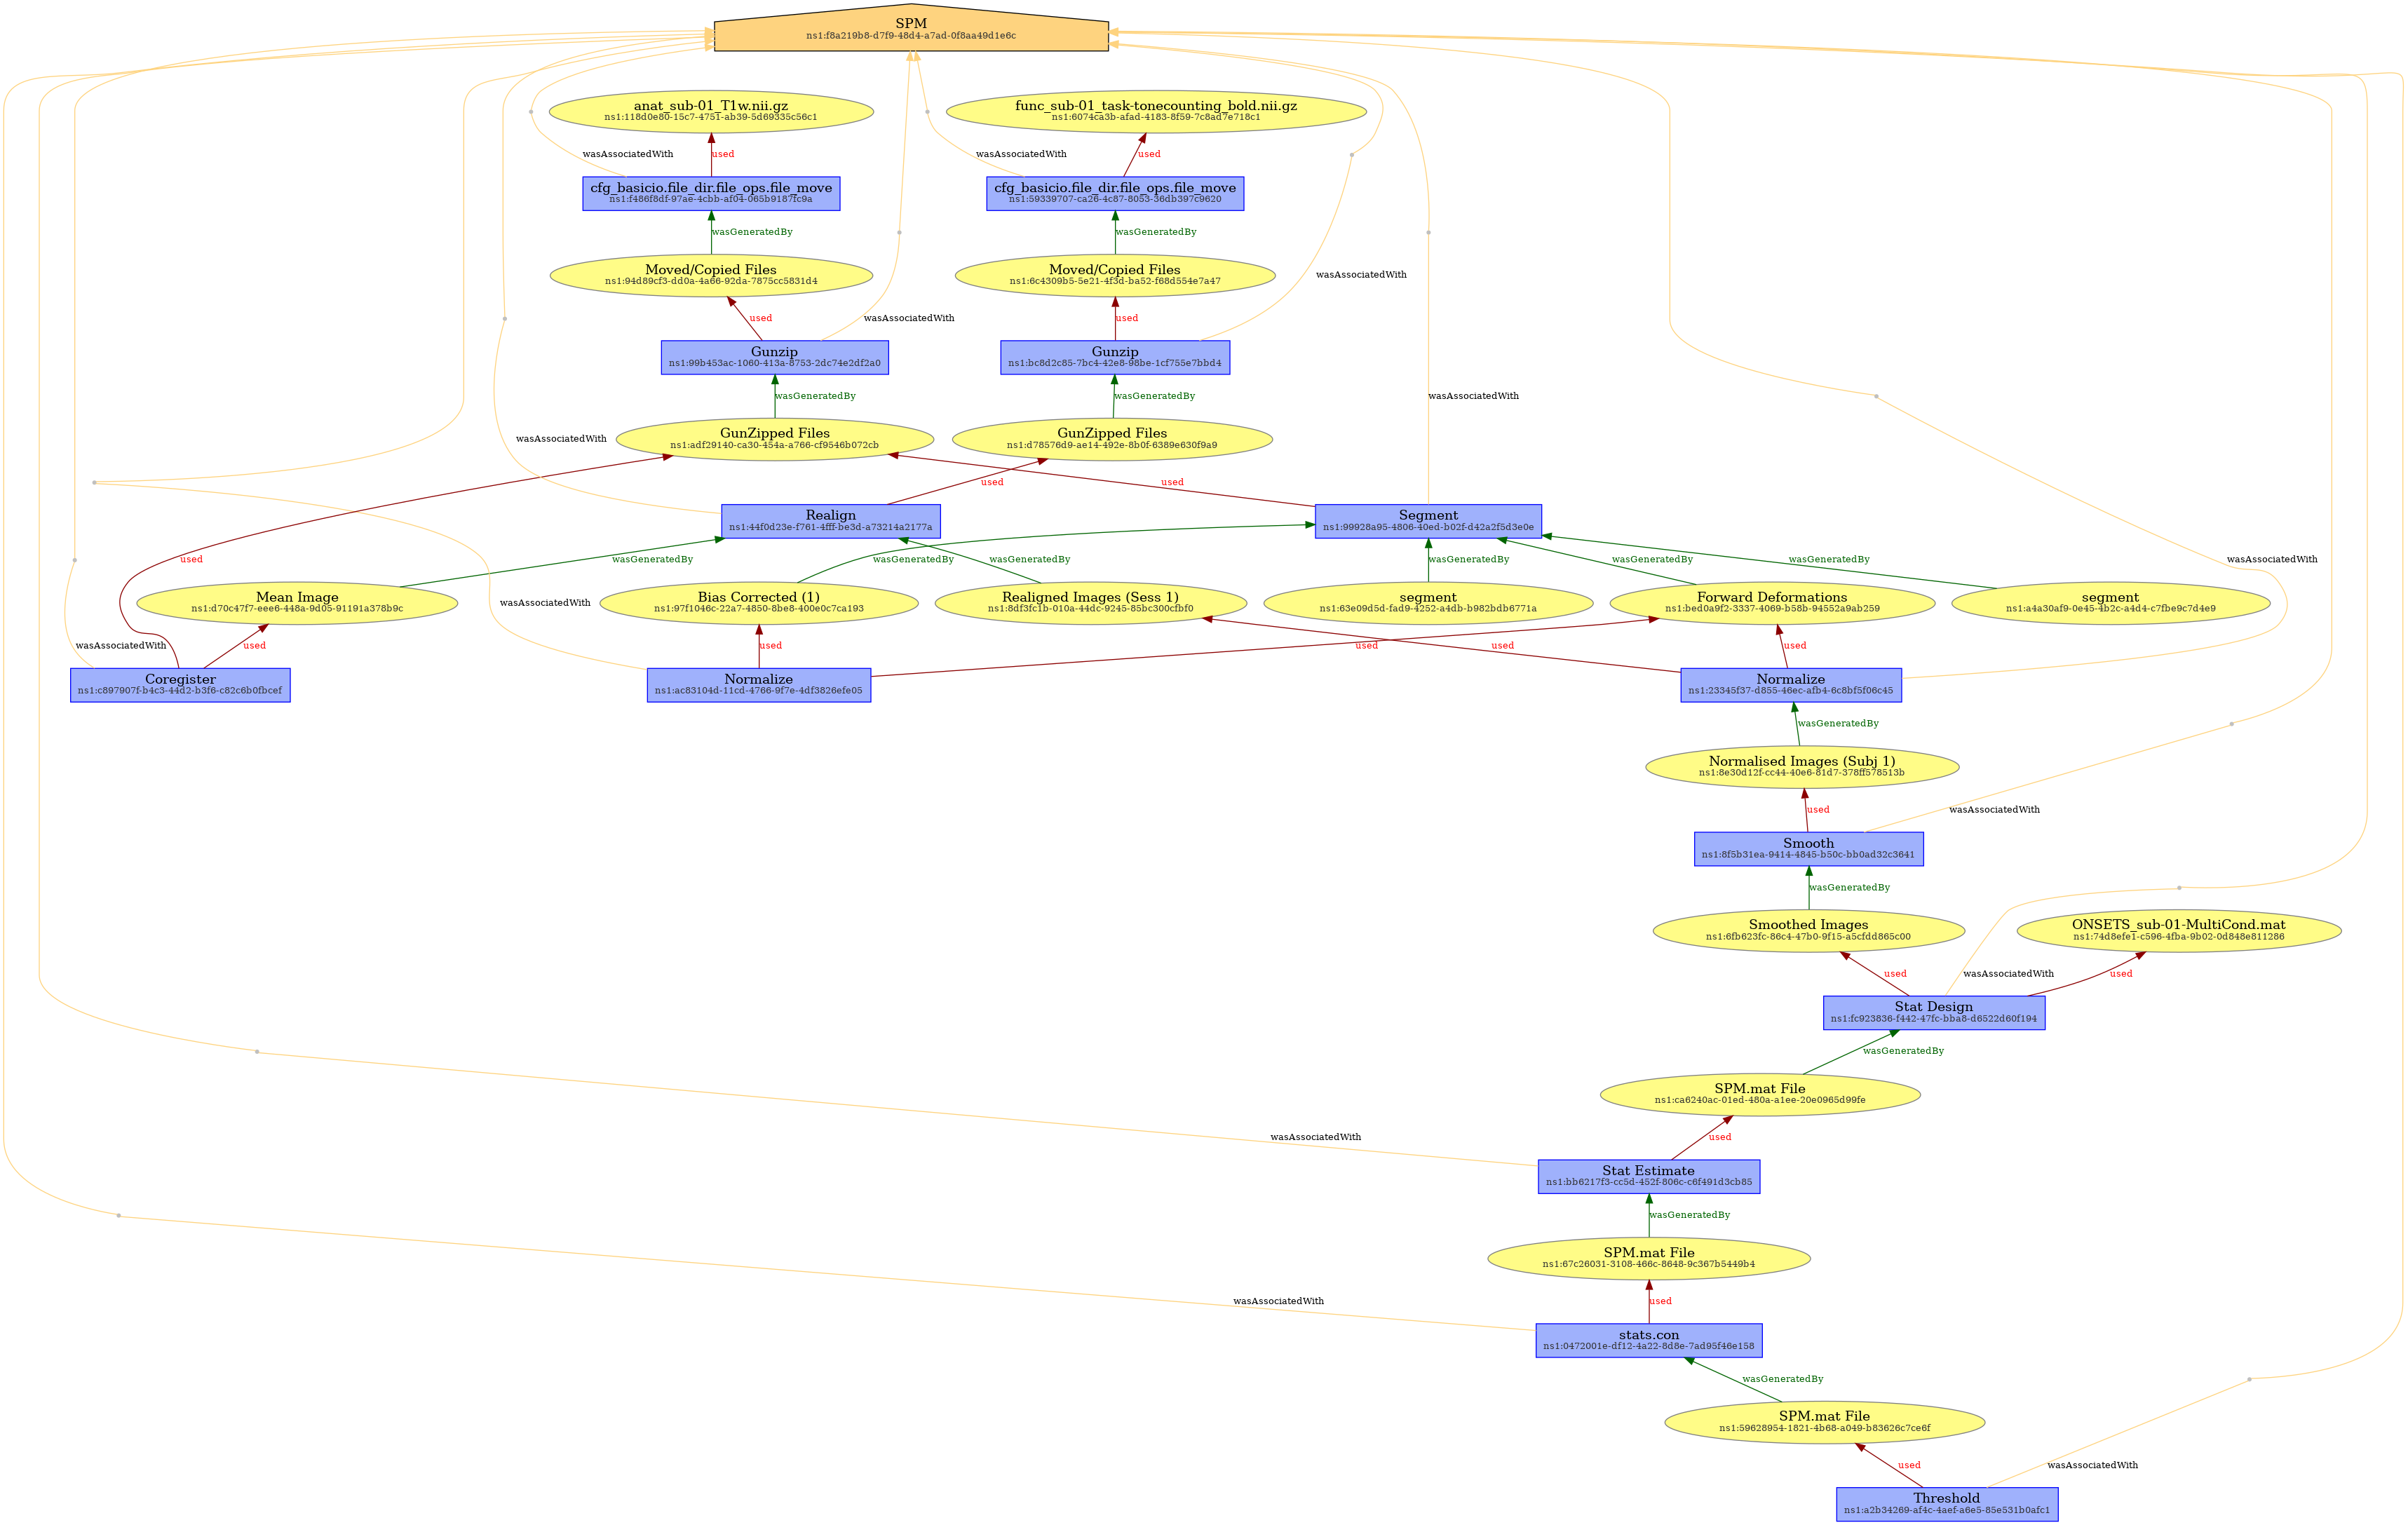 SPM
ns1:f8a219b8-d7f9-48d4-a7ad-0f8aa49d1e6c
anat_sub-01_T1w.nii.gz
ns1:118d0e80-15c7-4751-ab39-5d69335c56c1
func_sub-01_task-tonecounting_bold.nii.gz
ns1:6074ca3b-afad-4183-8f59-7c8ad7e718c1
wasAssociatedWith
used
wasAssociatedWith
used
cfg_basicio.file_dir.file_ops.file_move
ns1:f486f8df-97ae-4cbb-af04-065b9187fc9a
cfg_basicio.file_dir.file_ops.file_move
ns1:59339707-ca26-4c87-8053-36db397c9620
wasGeneratedBy
wasGeneratedBy
Moved/Copied Files
ns1:94d89cf3-dd0a-4a66-92da-7875cc5831d4
Moved/Copied Files
ns1:6c4309b5-5e21-4f3d-ba52-f68d554e7a47
wasAssociatedWith
used
wasAssociatedWith
used
Gunzip
ns1:99b453ac-1060-413a-8753-2dc74e2df2a0
Gunzip
ns1:bc8d2c85-7bc4-42e8-98be-1cf755e7bbd4
wasGeneratedBy
wasGeneratedBy
wasAssociatedWith
GunZipped Files
ns1:adf29140-ca30-454a-a766-cf9546b072cb
GunZipped Files
ns1:d78576d9-ae14-492e-8b0f-6389e630f9a9
wasAssociatedWith
used
used
Realign
ns1:44f0d23e-f761-4fff-be3d-a73214a2177a
Segment
ns1:99928a95-4806-40ed-b02f-d42a2f5d3e0e
used
wasGeneratedBy
wasGeneratedBy
wasGeneratedBy
wasGeneratedBy
wasGeneratedBy
wasGeneratedBy
wasAssociatedWith
Mean Image
ns1:d70c47f7-eee6-448a-9d05-91191a378b9c
wasAssociatedWith
Bias Corrected (1)
ns1:97f1046c-22a7-4850-8be8-400e0c7ca193
Realigned Images (Sess 1)
ns1:8df3fc1b-010a-44dc-9245-85bc300cfbf0
segment
ns1:63e09d5d-fad9-4252-a4db-b982bdb6771a
Forward Deformations
ns1:bed0a9f2-3337-4069-b58b-94552a9ab259
segment
ns1:a4a30af9-0e45-4b2c-a4d4-c7fbe9c7d4e9
wasAssociatedWith
used
used
used
used
used
Coregister
ns1:c897907f-b4c3-44d2-b3f6-c82c6b0fbcef
Normalize
ns1:ac83104d-11cd-4766-9f7e-4df3826efe05
Normalize
ns1:23345f37-d855-46ec-afb4-6c8bf5f06c45
wasGeneratedBy
Normalised Images (Subj 1)
ns1:8e30d12f-cc44-40e6-81d7-378ff578513b
used
wasAssociatedWith
Smooth
ns1:8f5b31ea-9414-4845-b50c-bb0ad32c3641
wasGeneratedBy
Smoothed Images
ns1:6fb623fc-86c4-47b0-9f15-a5cfdd865c00
ONSETS_sub-01-MultiCond.mat
ns1:74d8efe1-c596-4fba-9b02-0d848e811286
used
wasAssociatedWith
used
Stat Design
ns1:fc923836-f442-47fc-bba8-d6522d60f194
wasGeneratedBy
SPM.mat File
ns1:ca6240ac-01ed-480a-a1ee-20e0965d99fe
wasAssociatedWith
used
Stat Estimate
ns1:bb6217f3-cc5d-452f-806c-c6f491d3cb85
wasGeneratedBy
SPM.mat File
ns1:67c26031-3108-466c-8648-9c367b5449b4
wasAssociatedWith
used
stats.con
ns1:0472001e-df12-4a22-8d8e-7ad95f46e158
wasGeneratedBy
SPM.mat File
ns1:59628954-1821-4b68-a049-b83626c7ce6f
used
wasAssociatedWith
Threshold
ns1:a2b34269-af4c-4aef-a6e5-85e531b0afc1